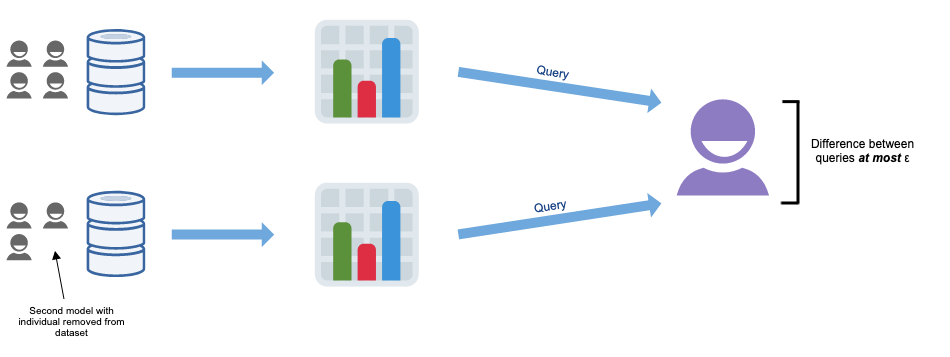 Query
Difference between
queries at most ε
Query
Second model with
individual removed from
dataset